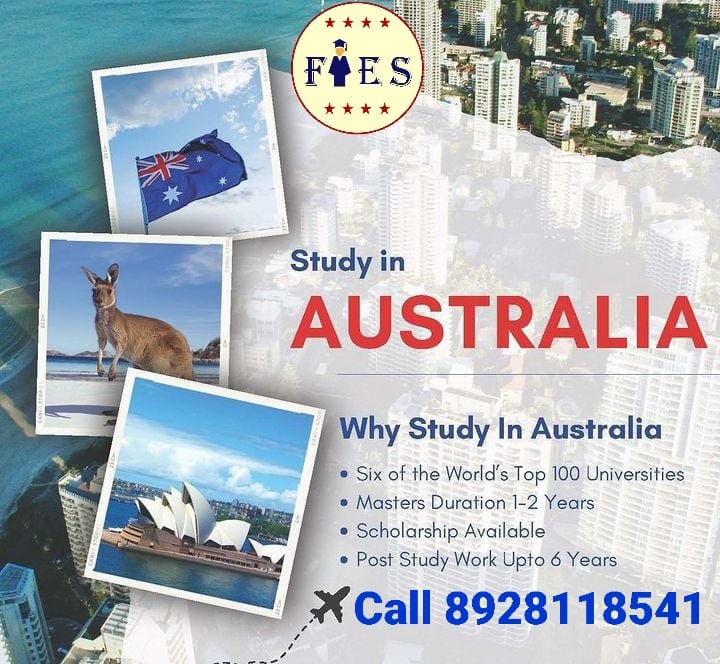 F ES
Study in
AUSTRALIA
Why Study In Australia
• Six of the World's Top 100 Universities
• Masters Duration 1-2 Years
• Scholarship Available
• Post Study Work Upto 6 Years
Call 8928118541